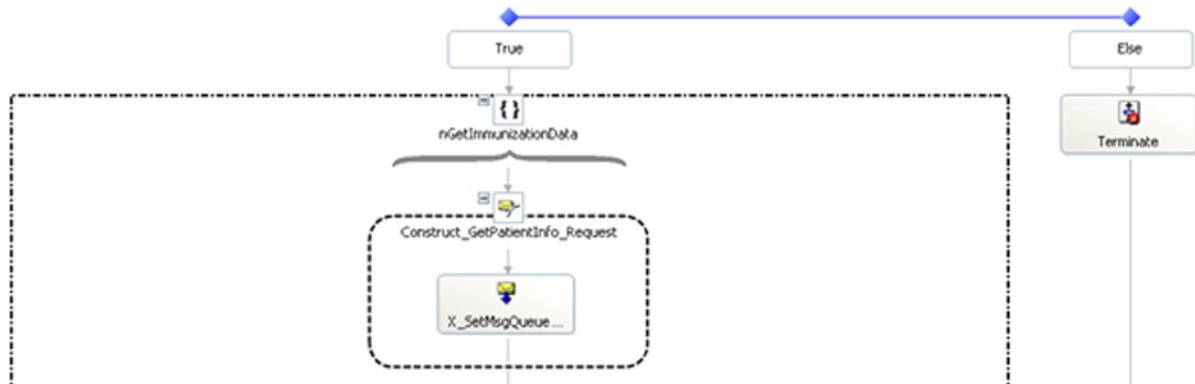 True
Else
{ }
nGetImmunizationData
Terminate
Construct_GetPatientInfo_Request
X_SetMsgQueue ...